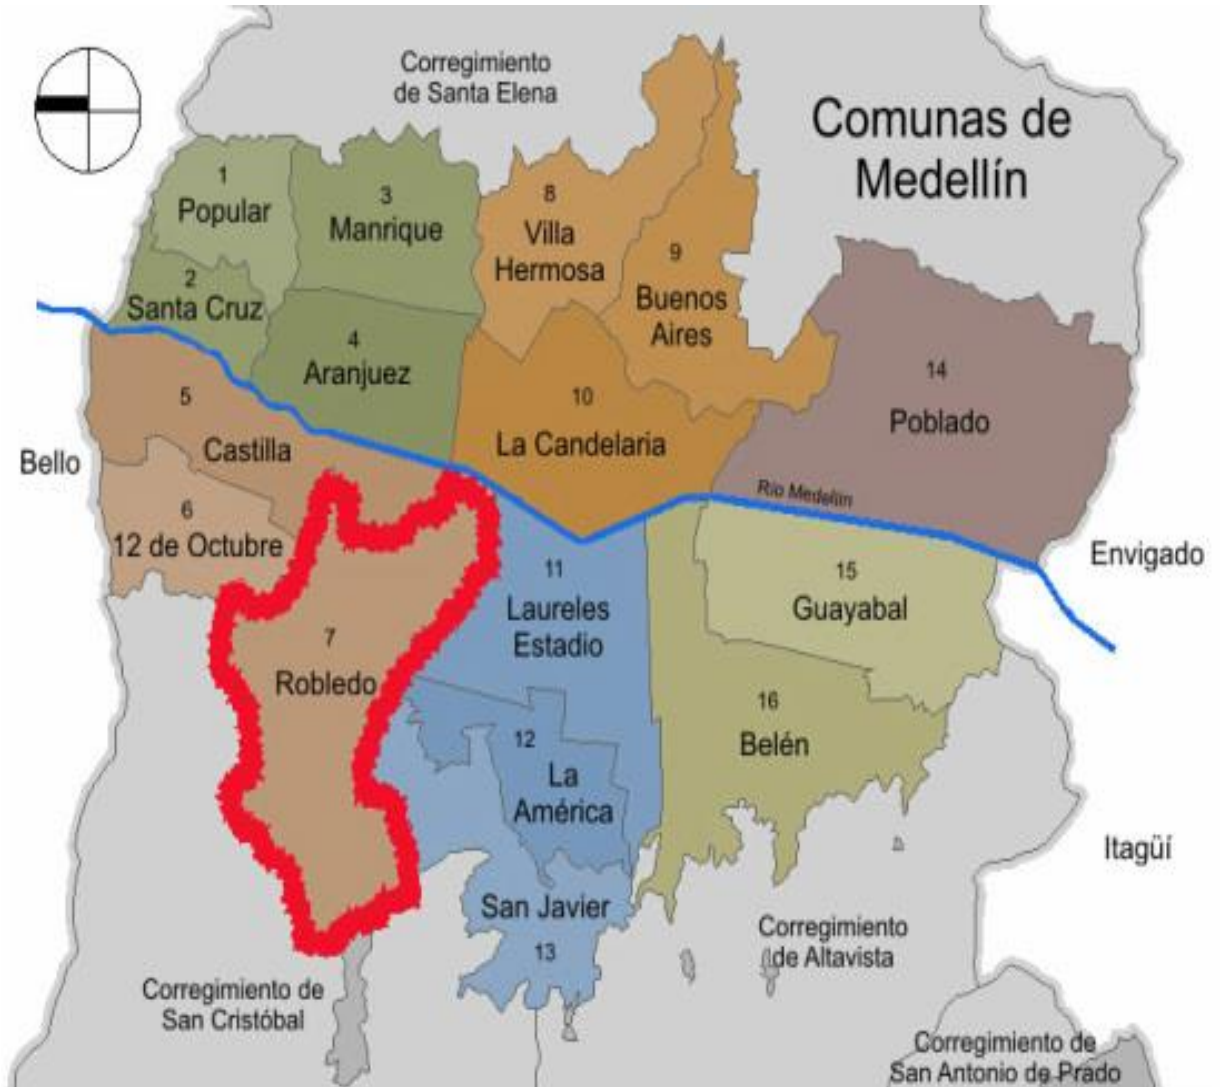 Comunas de
Medellín
Corregimiento
de Santa Elena
1
Popular
3
Manrique
8
Villa
Hermosa
9
Buenos
Aires
2
Santa Cruz
4
Aranjuez
14
Poblado
5
Castilla
10
La Candelaria
Bello
Río Medellín
6
12 de Octubre
Envigado
11
Laureles
Estadio
15
Guayabal
7
Robledo
16
Belén
12
La
América
Itagüí
San Javier
13
Corregimiento
de Altavista
Corregimiento de
San Cristóbal
Corregimiento de
San Antonio de Prado